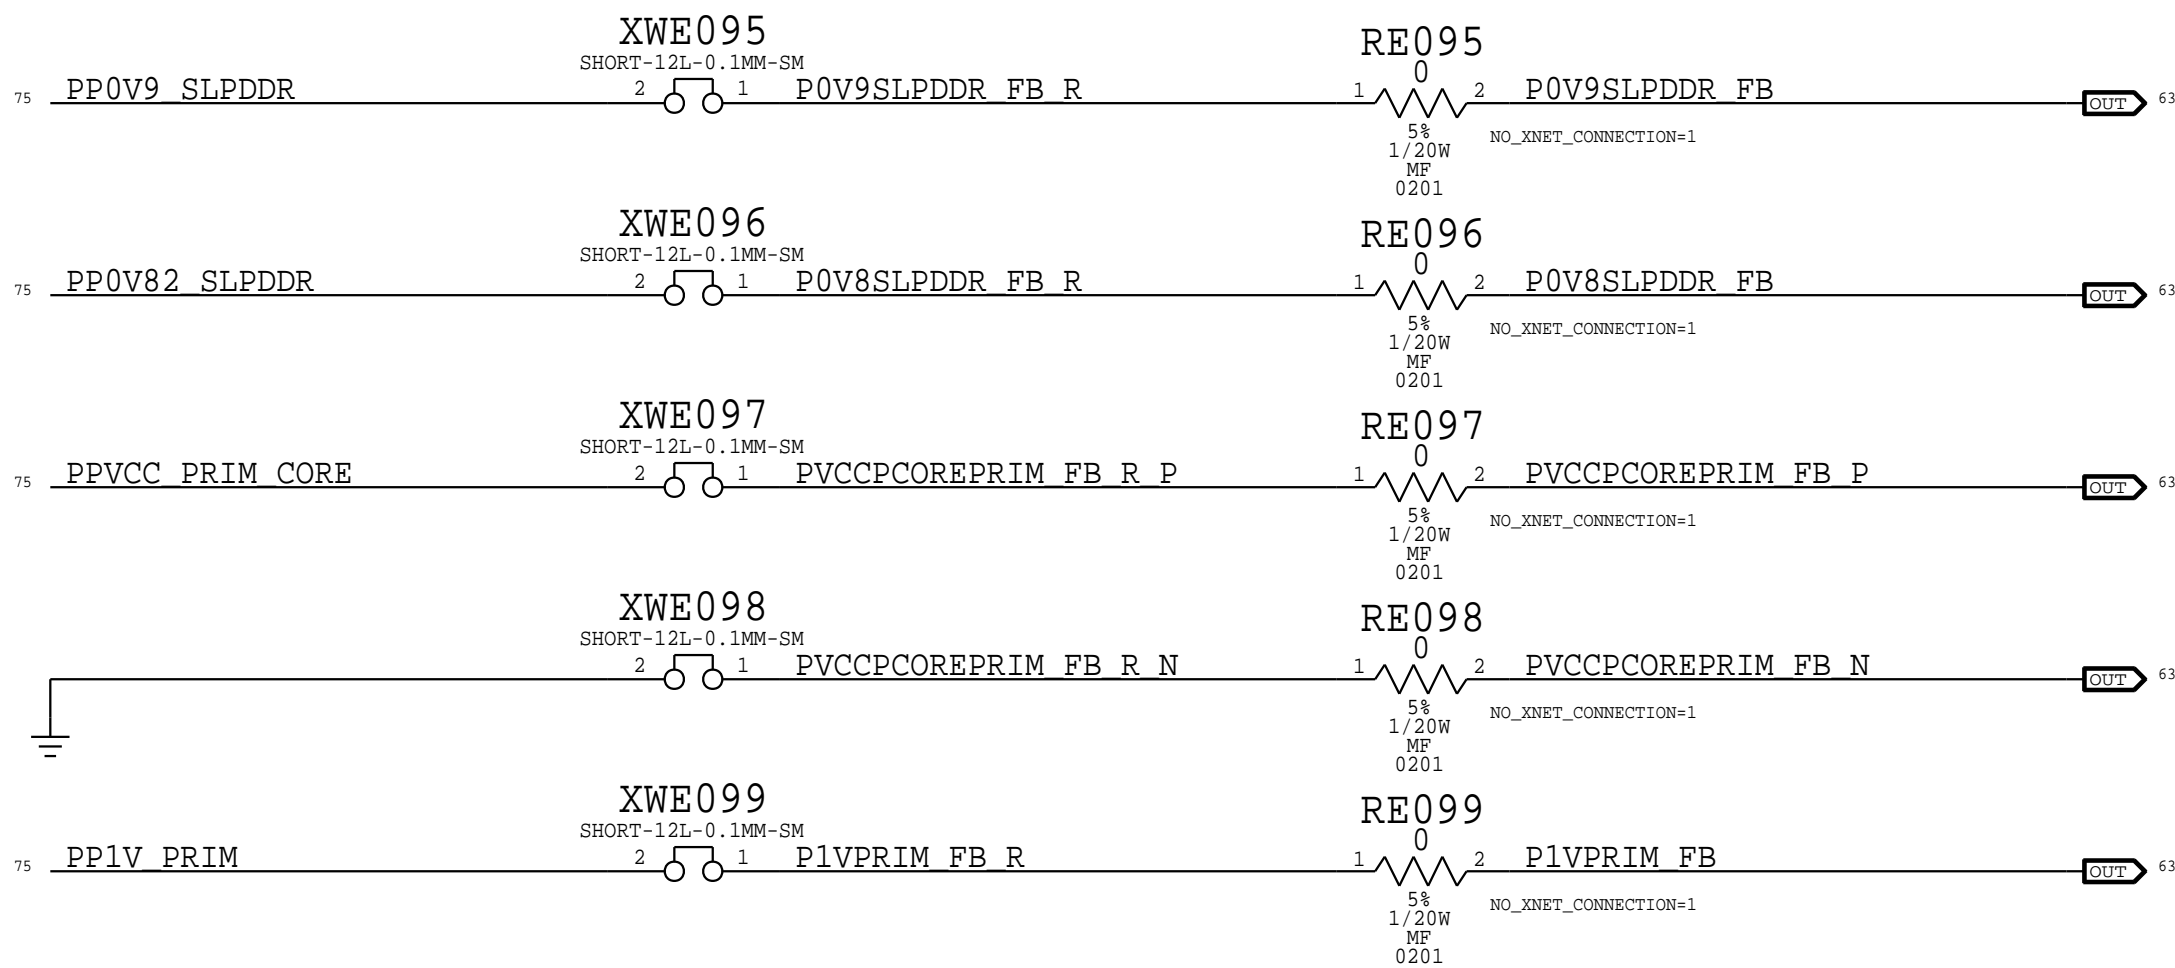 XWE095
SHORT-12L-0.1MM-SM
RE095
0
75 PP0V9_SLPDDR 2 1 P0V9SLPDDR_FB_R 1 2 P0V9SLPDDR_FB OUT 63
5% NO_XNET_CONNECTION=1
1/20W
MF
0201
XWE096
SHORT-12L-0.1MM-SM
RE096
0
75 PP0V82_SLPDDR 2 1 P0V8SLPDDR_FB_R 1 2 P0V8SLPDDR_FB OUT 63
5% NO_XNET_CONNECTION=1
1/20W
MF
0201
XWE097
SHORT-12L-0.1MM-SM
RE097
0
75 PPVCC_PRIM_CORE 2 1 PVCCPCOREPRIM_FB_R_P 1 2 PVCCPCOREPRIM_FB_P OUT 63
5% NO_XNET_CONNECTION=1
1/20W
MF
0201
XWE098
SHORT-12L-0.1MM-SM
RE098
0
2 1 PVCCPCOREPRIM_FB_R_N 1 2 PVCCPCOREPRIM_FB_N OUT 63
5% NO_XNET_CONNECTION=1
1/20W
MF
0201
XWE099
SHORT-12L-0.1MM-SM
RE099
0
75 PP1V_PRIM 2 1 P1VPRIM_FB_R 1 2 P1VPRIM_FB OUT 63
5% NO_XNET_CONNECTION=1
1/20W
MF
0201